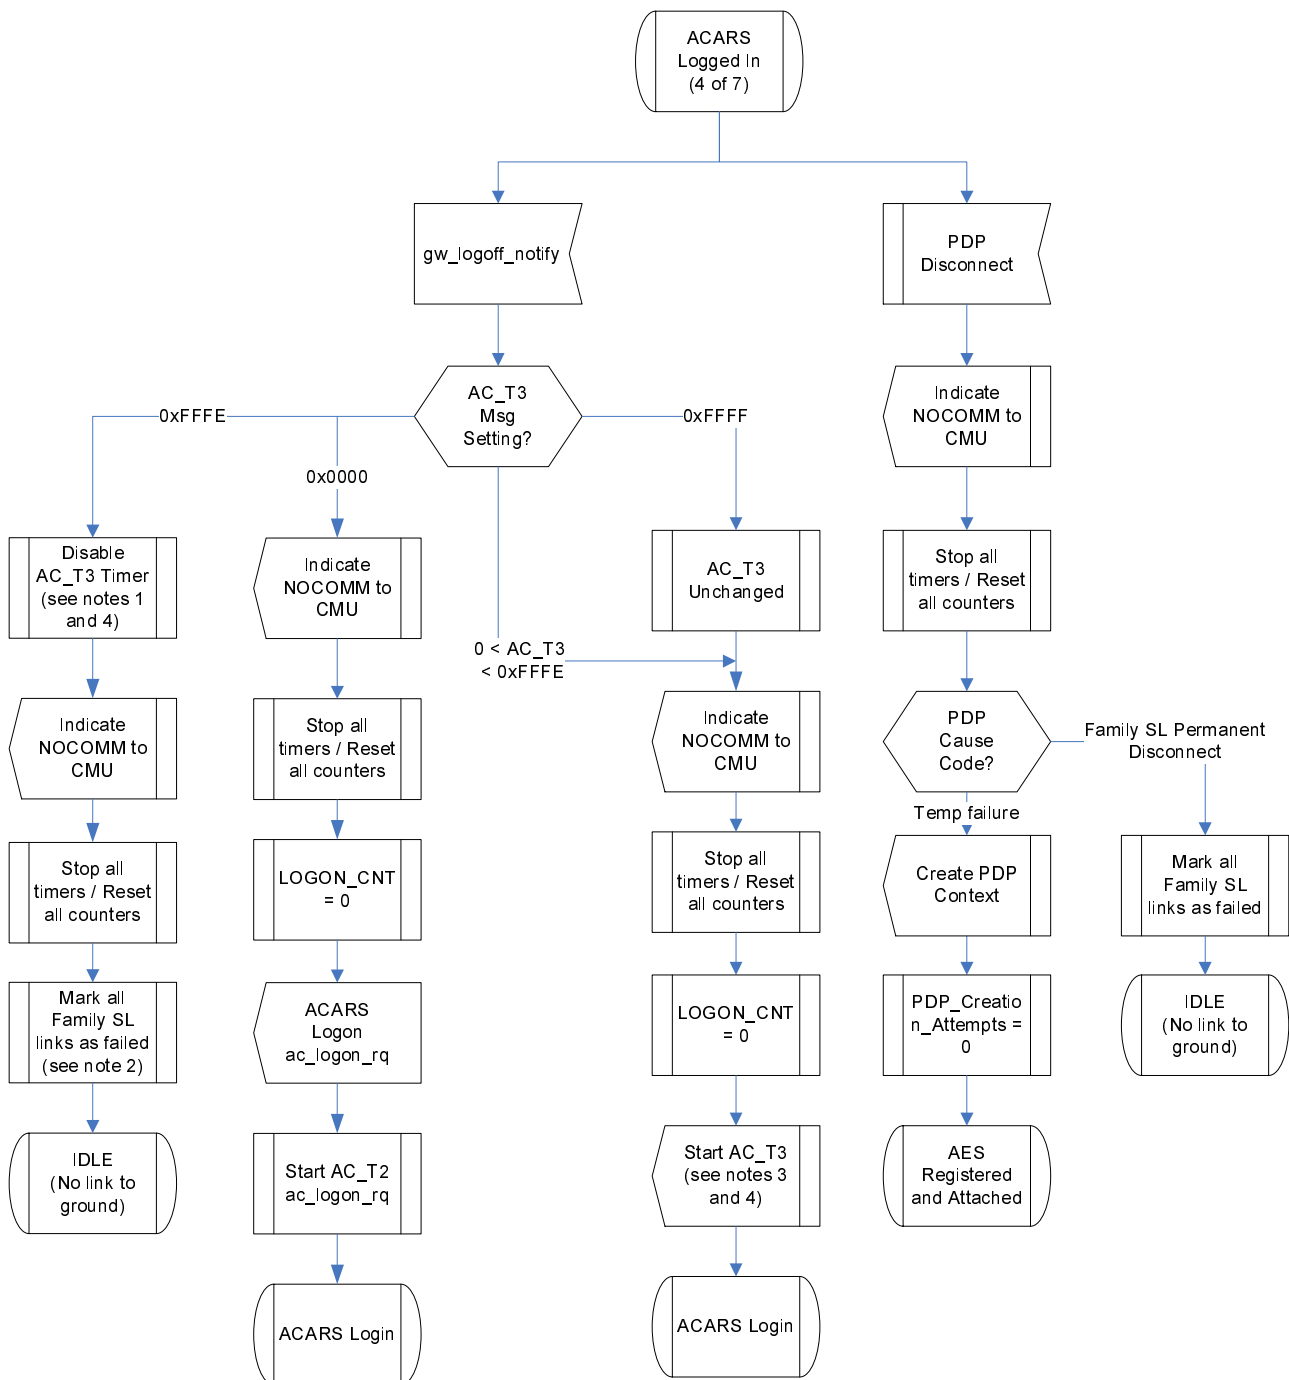 ACARS
Logged In
(4 of 7)
gw_logoff_notify
PDP
Disconnect
AC_T3
Msg
Setting?
0xFFFE
0x0000
0xFFFF
0 < AC_T3
< 0xFFFE
Disable
AC_T3 Timer
(see notes 1
and 4)
Indicate
NOCOMM to
CMU
Stop all
timers / Reset
all counters
Mark all
Family SL
links as failed
(see note 2)
IDLE
(No link to
ground)
Indicate
NOCOMM to
CMU
Stop all
timers / Reset
all counters
LOGON_CNT
= 0
ACARS
Logon
ac_logon_rq
Start AC_T2
ac_logon_rq
ACARS Login
AC_T3
Unchanged
Indicate
NOCOMM to
CMU
Stop all
timers / Reset
all counters
LOGON_CNT
= 0
Start AC_T3
(see notes 3
and 4)
ACARS Login
Indicate
NOCOMM to
CMU
Stop all
timers / Reset
all counters
PDP
Cause
Code?
Temp failure
Create PDP
Context
PDP_Creatio
n_Attempts =
0
AES
Registered
and Attached
Family SL Permanent
Disconnect
Mark all
Family SL
links as failed
IDLE
(No link to
ground)